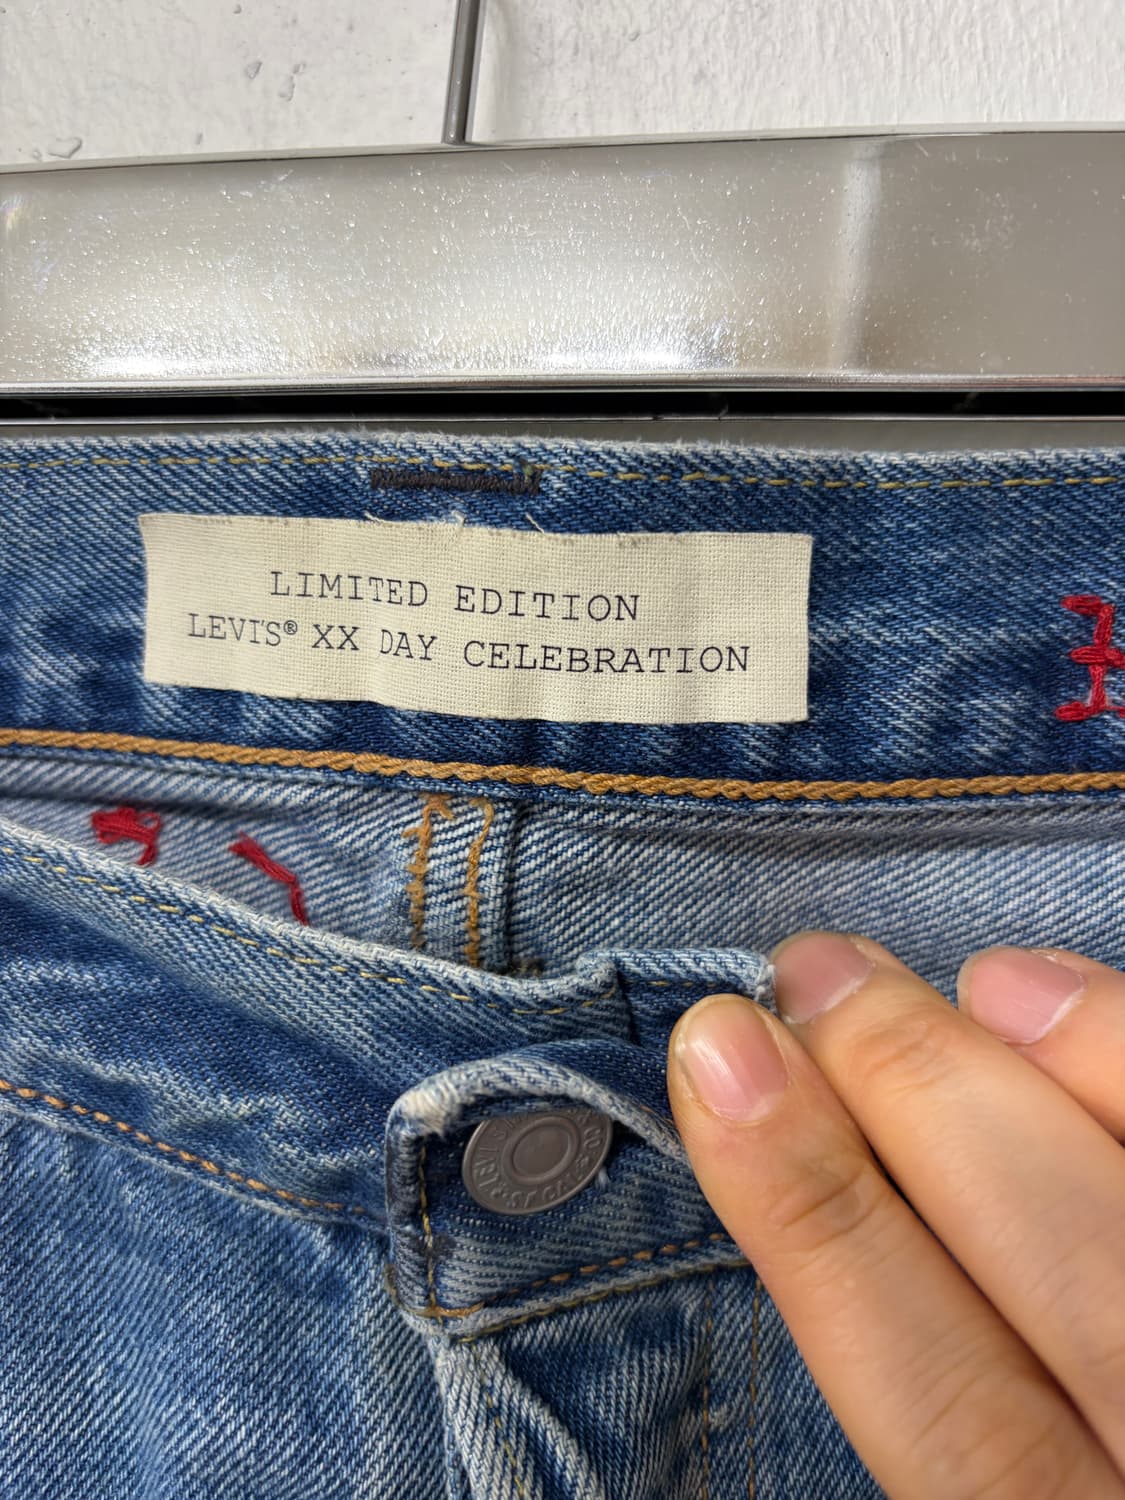 LIMITED EDITION
LEVI'S® XX DAY CELEBRATION